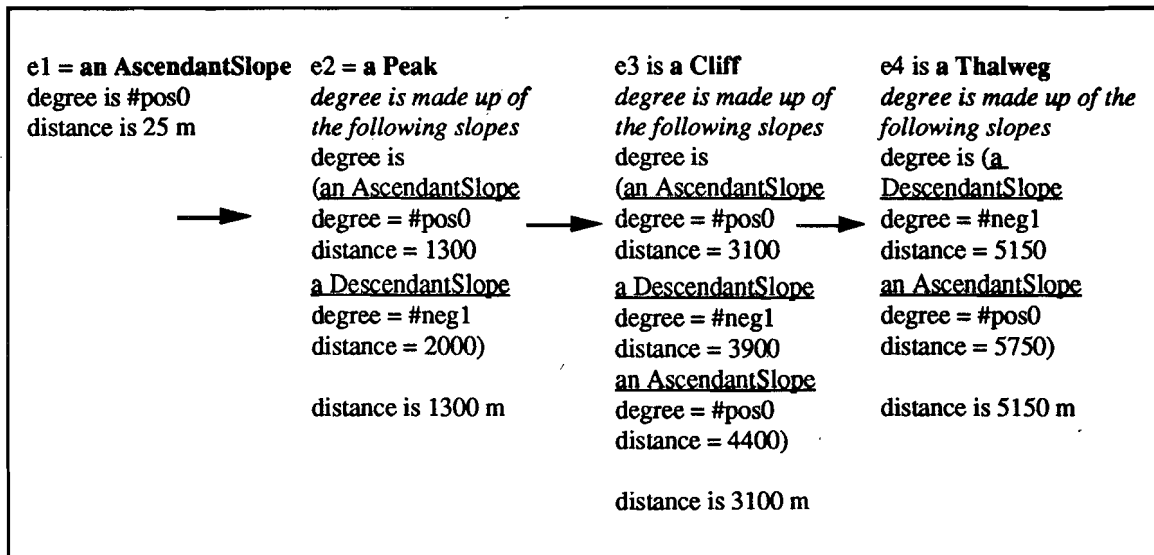 e1 = an AscendantSlope
degree is #pos0
distance is 25 m
e2 = a Peak
degree is made up of
the following slopes
degree is
(an AscendantSlope
degree = #pos0
distance = 1300
a DescendantSlope
degree = #neg1
distance = 2000)
distance is 1300 m
e3 is a Cliff
degree is made up of
the following slopes
degree is
(an AscendantSlope
degree = #pos0
distance = 3100
a DescendantSlope
degree = #neg1
distance = 3900
an AscendantSlope
degree = #pos0
distance = 4400)
distance is 3100 m
e4 is a Thalweg
degree is made up of the
following slopes
degree is (a
DescendantSlope
degree = #neg1
distance = 5150
an AscendantSlope
degree = #pos0
distance = 5750)
distance is 5150 m